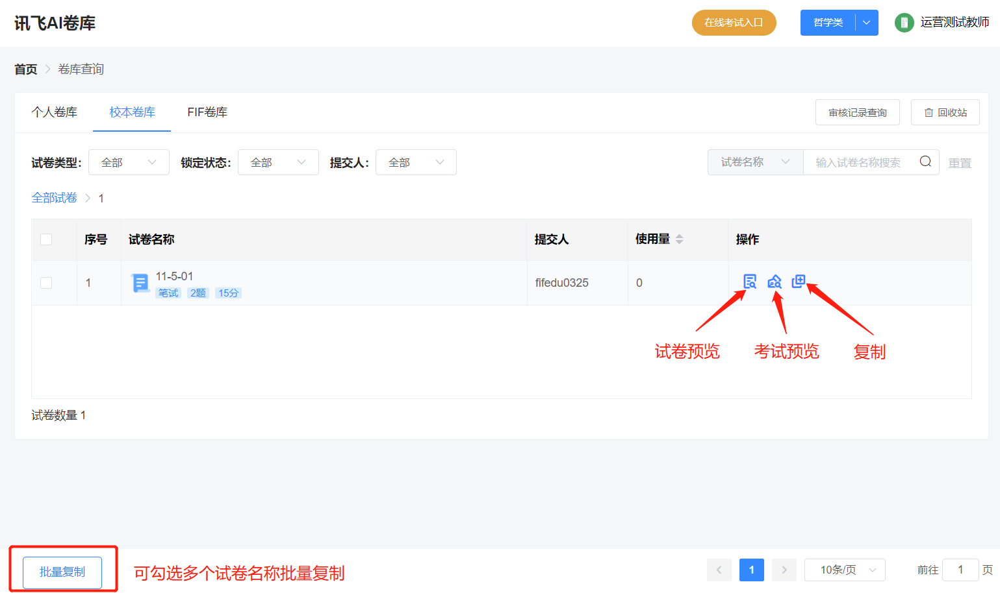 讯飞AI卷库
在线考试入口
哲学类
运营测试教师
首页 > 卷库查询
个人卷库 校本卷库 FIF卷库
审核记录查询
回收站
试卷类型: 全部 锁定状态: 全部 提交人: 全部
试卷名称 输入试卷名称搜索 重置
全部试卷 > 1
序号 试卷名称 提交人 使用量 操作
11-5-01
1 fifedu0325 0
笔试 2题 15分
试卷预览 考试预览 复制
试卷数量 1
批量复制
可勾选多个试卷名称批量复制
< 1 > 10条/页 前往 1 页